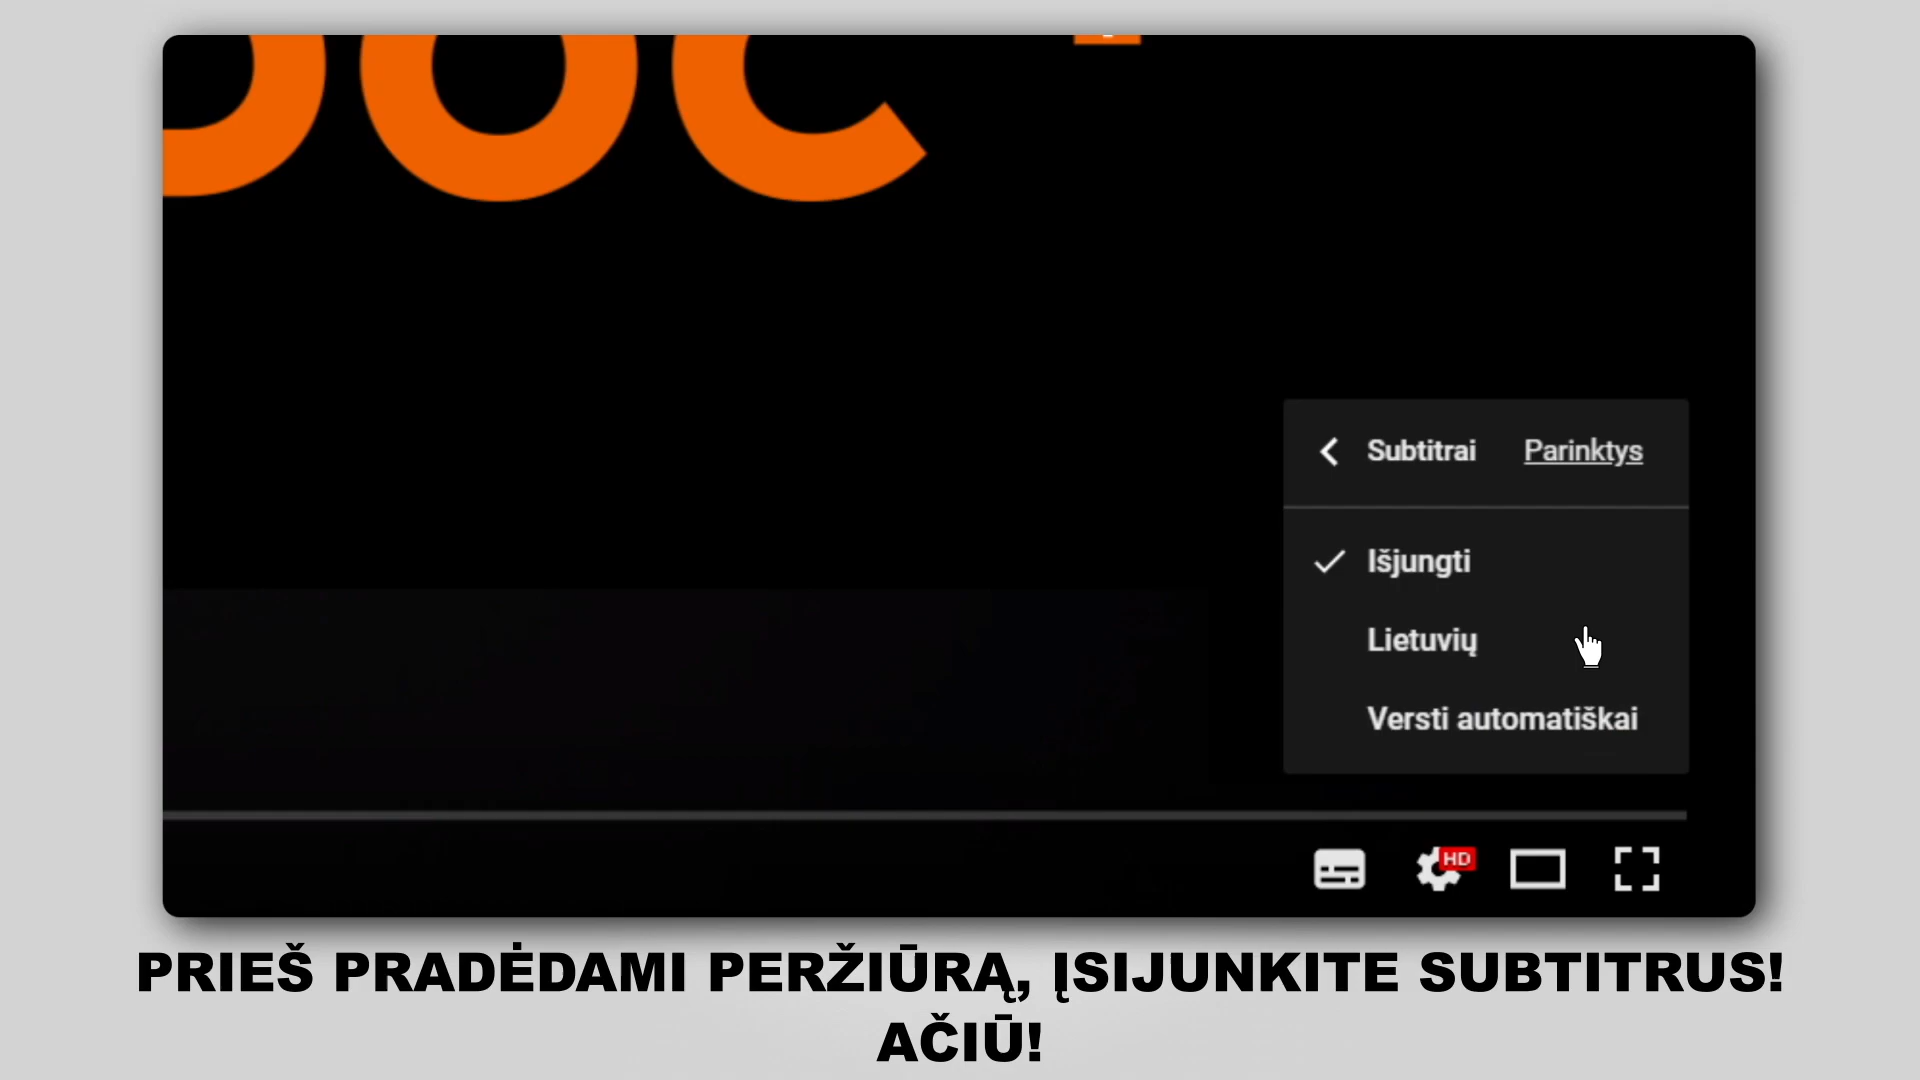 Subtitrai Parinktys
Išjungti
Lietuvių
Versti automatiškai
HD
PRIEŠ PRADĖDAMI PERŽIŪRĄ, ĮSIJUNKITE SUBTITRUS!
AČIŪ!